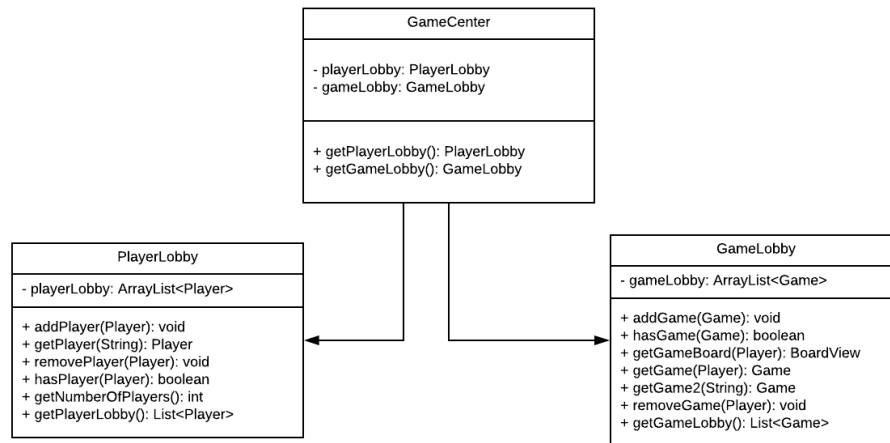 GameCenter
- playerLobby: PlayerLobby
- gameLobby: GameLobby
+ getPlayerLobby(): PlayerLobby
+ getGameLobby(): GameLobby
PlayerLobby
- playerLobby: ArrayList<Player>
+ addPlayer(Player): void
+ getPlayer(String): Player
+ removePlayer(Player): void
+ hasPlayer(Player): boolean
+ getNumberOfPlayers(): int
+ getPlayerLobby(): List<Player>
GameLobby
- gameLobby: ArrayList<Game>
+ addGame(Game): void
+ hasGame(Game): boolean
+ getGameBoard(Player): BoardView
+ getGame(Player): Game
+ getGame2(String): Game
+ removeGame(Player): void
+ getGameLobby(): List<Game>